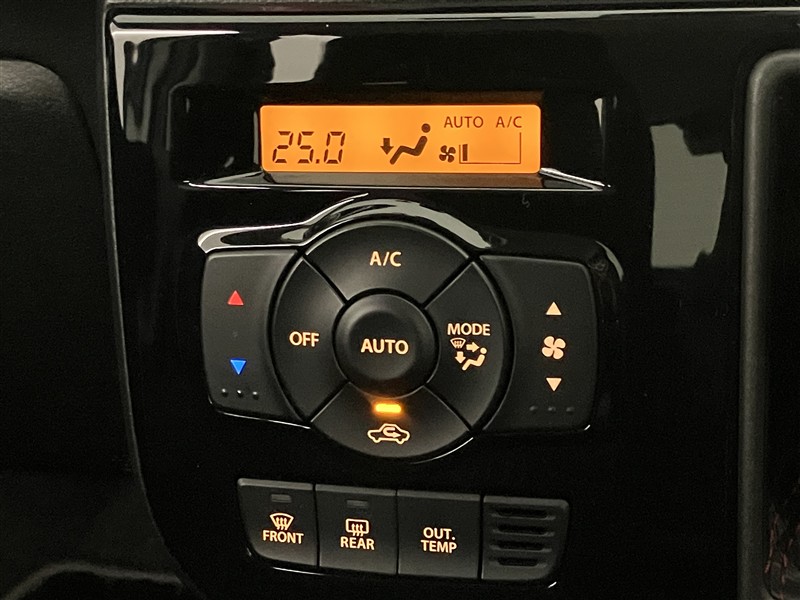 AUTO A/C
25.0
A/C
OFF
AUTO
MODE
FRONT
REAR
OUT.
TEMP